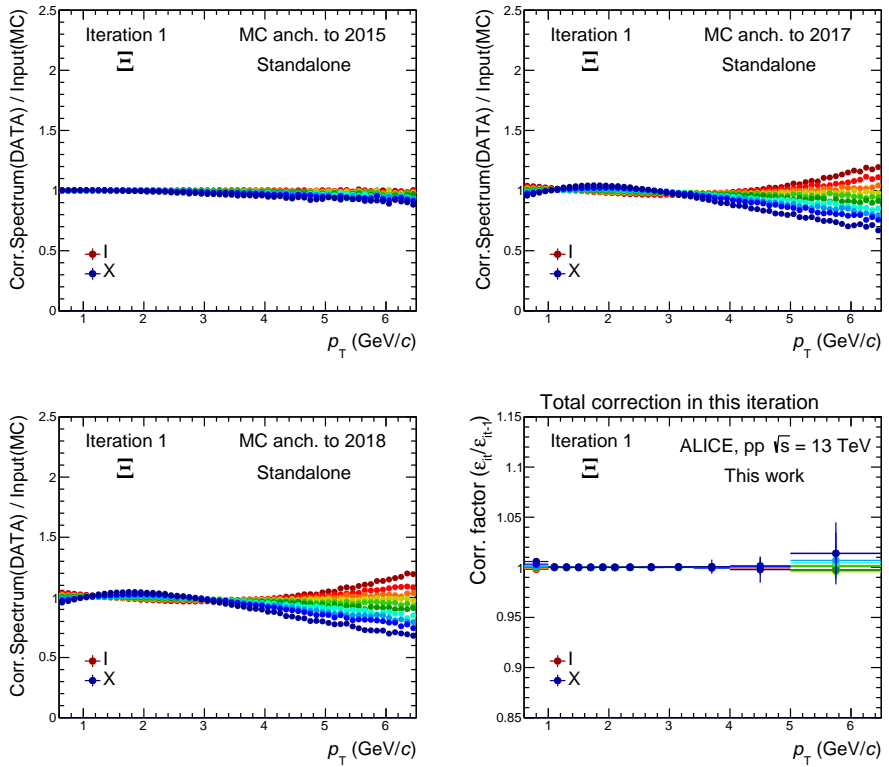 Corr.Spectrum(DATA) / Input(MC)
2.5
2
1.5
1
0.5
0
Iteration 1
MC anch. to 2015
Ξ
Standalone
I
X
1 2 3 4 5 6
p_T (GeV/c)
Corr.Spectrum(DATA) / Input(MC)
2.5
2
1.5
1
0.5
0
Iteration 1
MC anch. to 2017
Ξ
Standalone
I
X
1 2 3 4 5 6
p_T (GeV/c)
Corr.Spectrum(DATA) / Input(MC)
2.5
2
1.5
1
0.5
0
Iteration 1
MC anch. to 2018
Ξ
Standalone
I
X
1 2 3 4 5 6
p_T (GeV/c)
Total correction in this iteration
Corr. factor (ε_it/ε_it-1)
1.15
1.1
1.05
1
0.95
0.9
0.85
Iteration 1
ALICE, pp √s = 13 TeV
Ξ
This work
I
X
1 2 3 4 5 6
p_T (GeV/c)